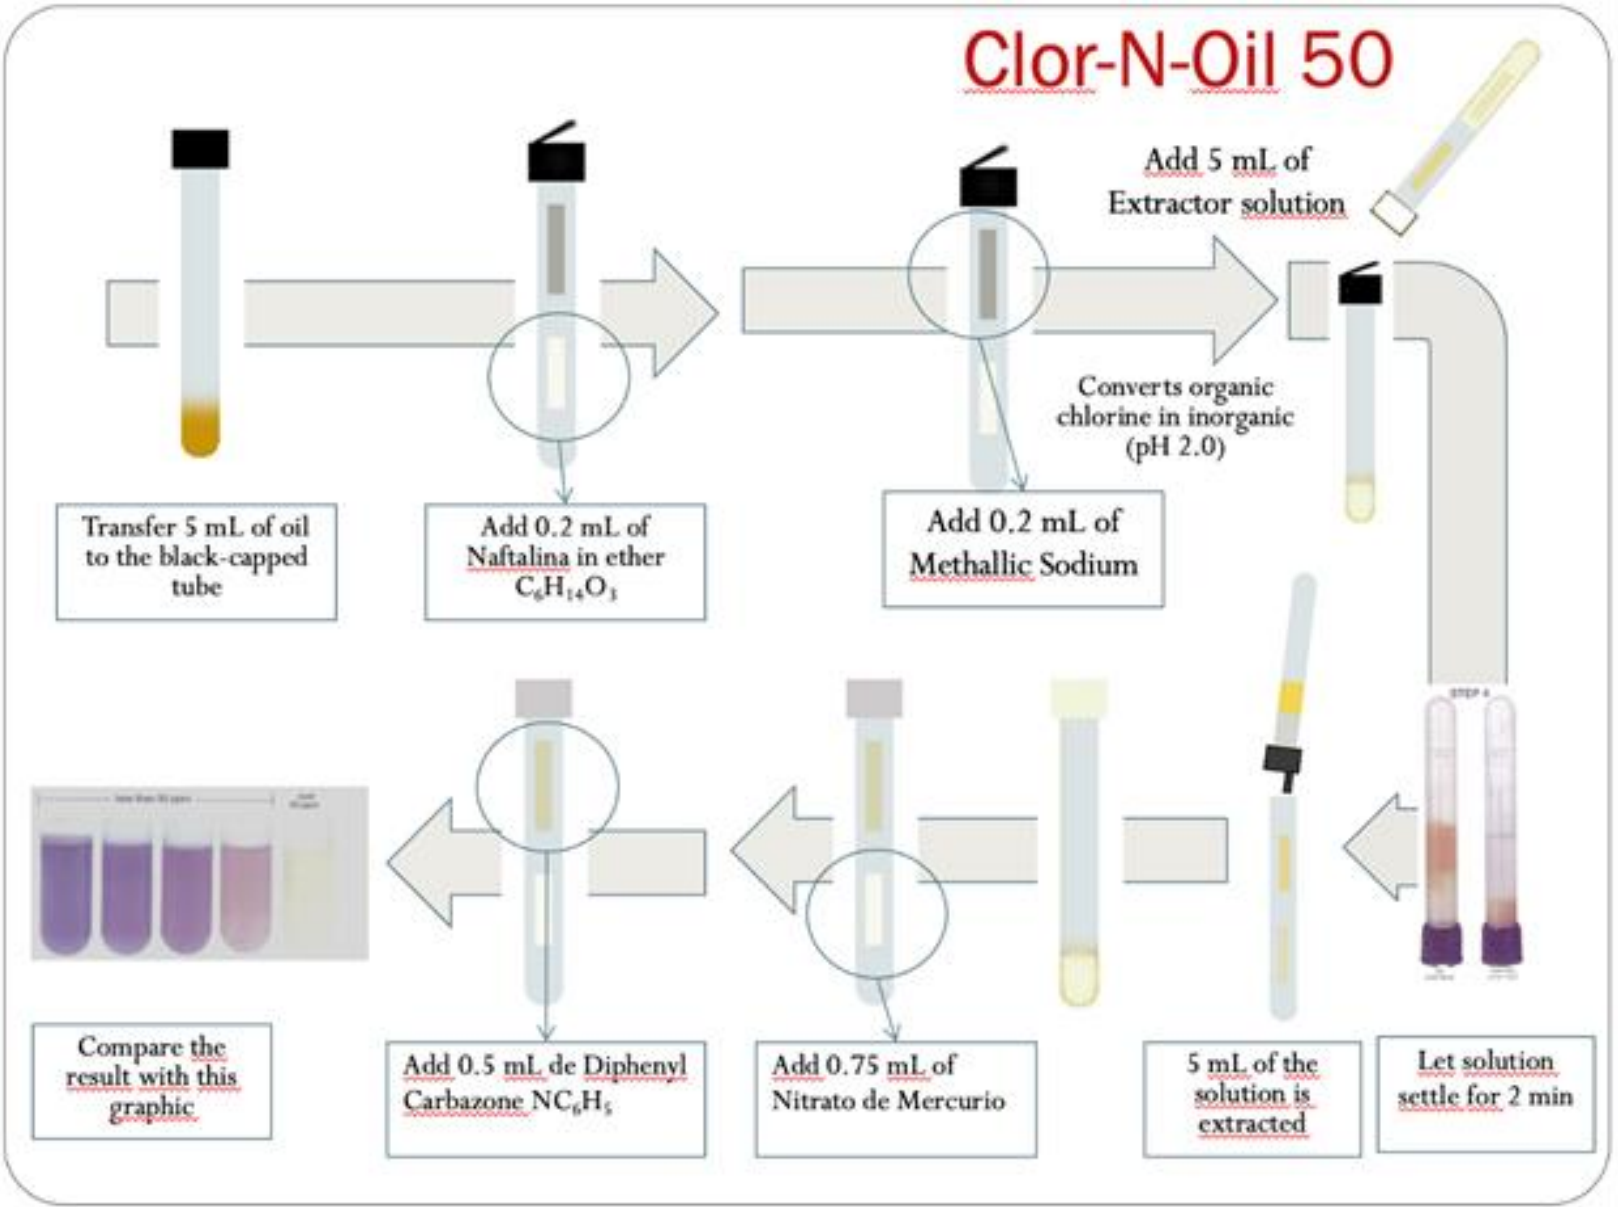 Clor-N-Oil 50
Add 5 mL of
Extractor solution
Converts organic
chlorine in inorganic
(pH 2.0)
Transfer 5 mL of oil
to the black-capped
tube
Add 0.2 mL of
Naftalina in ether
C₆H₁₄O₃
Add 0.2 mL of
Methallic Sodium
STEP 4
less than 50 ppm
Compare the
result with this
graphic
Add 0.5 mL de Diphenyl
Carbazone NC₆H₅
Add 0.75 mL of
Nitrato de Mercurio
5 mL of the
solution is
extracted
Let solution
settle for 2 min